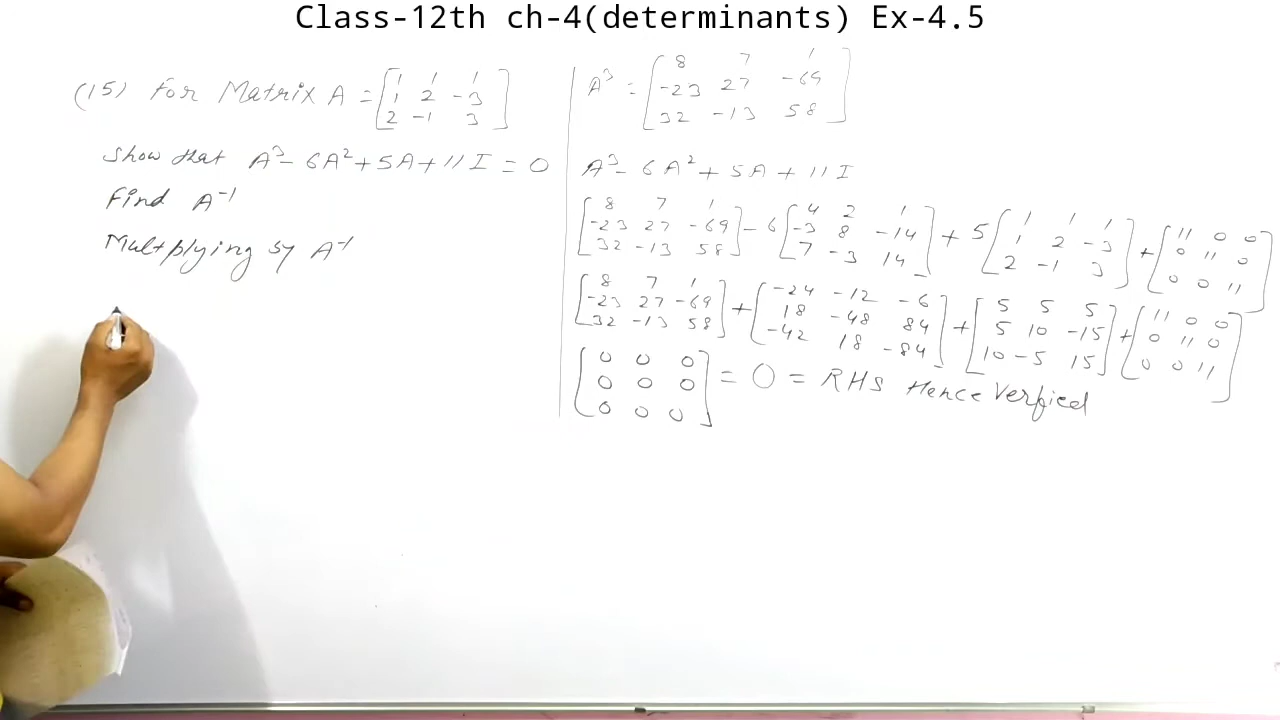 Class-12th ch-4(determinants) Ex-4.5
(15) For Matrix A = [1 1 1
1 2 -3
2 -1 3]
Show that A³- 6A²+5A+11I = 0
Find A⁻¹
Multplying by A⁻¹
A³ = [8 7 1
-23 27 -69
32 -13 58]
A³- 6A²+ 5A + 11I
[8 7 1
-23 27 -69
32 -13 58] - 6 [4 2 1
-3 8 -14
7 -3 14] + 5 [1 1 1
1 2 -3
2 -1 3] + [11 0 0
0 11 0
0 0 11]
[8 7 1
-23 27 -69
32 -13 58] + [-24 -12 -6
18 -48 84
-42 18 -84] + [5 5 5
5 10 -15
10 -5 15] + [11 0 0
0 11 0
0 0 11]
[0 0 0
0 0 0
0 0 0] = 0 = RHS Hence Verfied